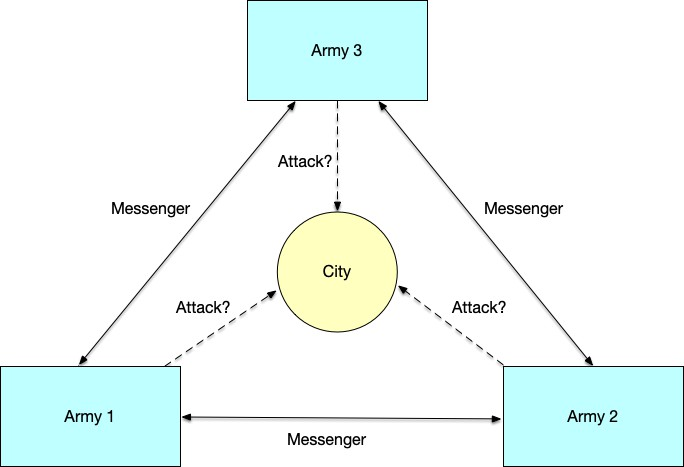 Army 3
Attack?
Messenger
Messenger
City
Attack?
Attack?
Army 1
Army 2
Messenger